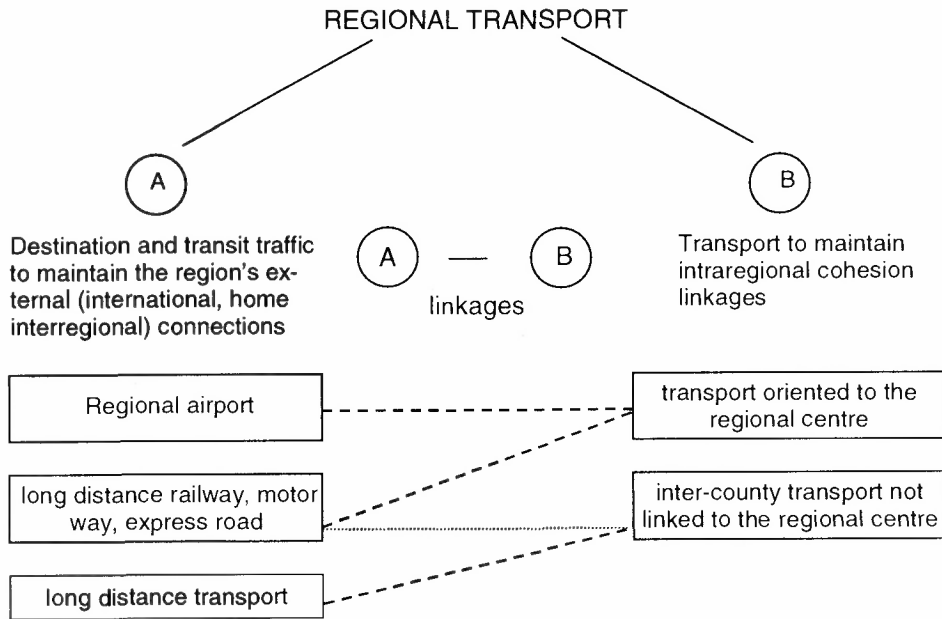 REGIONAL TRANSPORT
A
B
Destination and transit traffic
to maintain the region's ex-
ternal (international, home
interregional) connections
A — B
linkages
Transport to maintain
intraregional cohesion
linkages
Regional airport
transport oriented to the
regional centre
long distance railway, motor
way, express road
inter-county transport not
linked to the regional centre
long distance transport